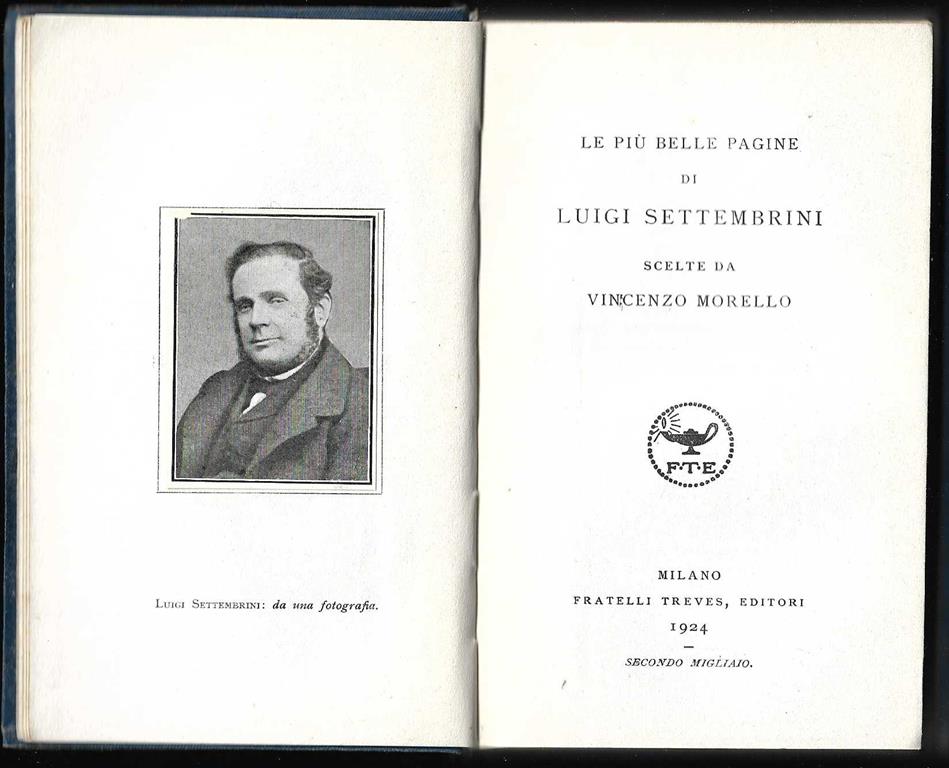 Luigi Settembrini: da una fotografia.
LE PIÙ BELLE PAGINE
DI
LUIGI SETTEMBRINI
SCELTE DA
VINCENZO MORELLO
F·T·E
MILANO
FRATELLI TREVES, EDITORI
1924
SECONDO MIGLIAIO.